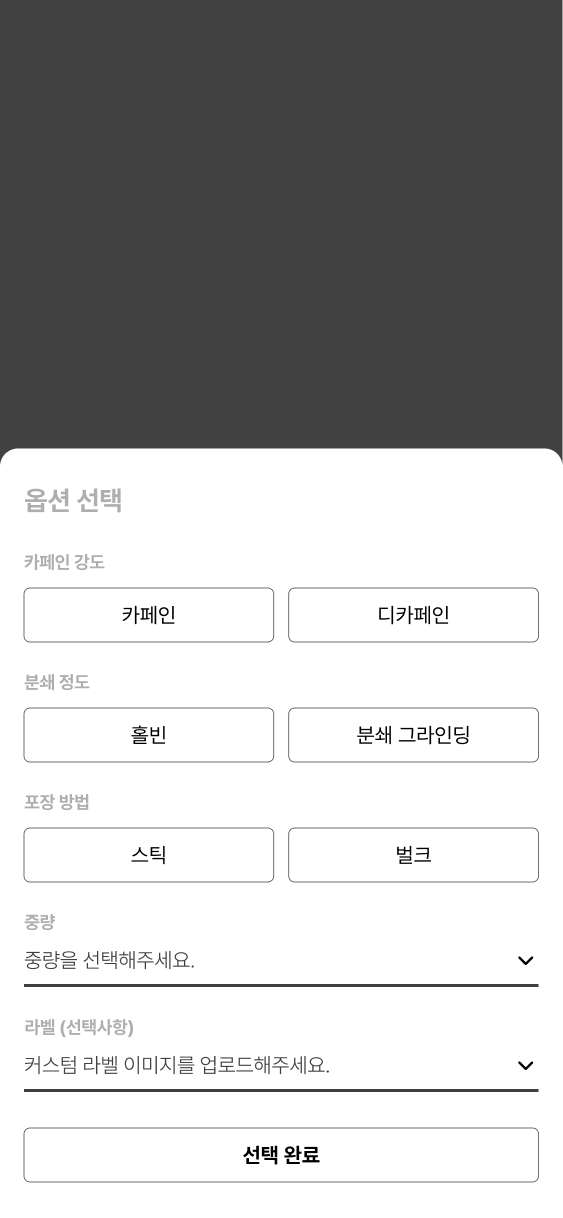 옵션 선택
카페인 강도
카페인
디카페인
분쇄 정도
홀빈
분쇄 그라인딩
포장 방법
스틱
벌크
중량
중량을 선택해주세요.
라벨 (선택사항)
커스텀 라벨 이미지를 업로드해주세요.
선택 완료